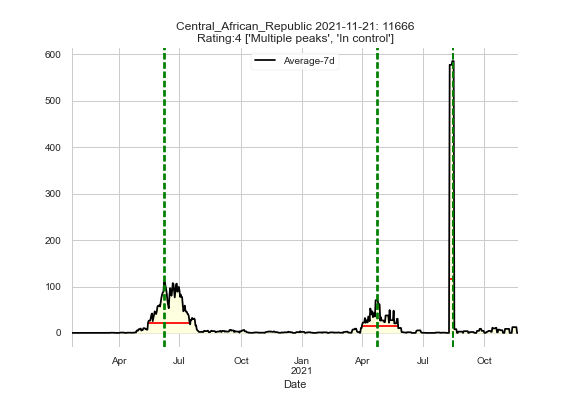 Central_African_Republic 2021-11-21: 11666
Rating:4 ['Multiple peaks', 'In control']
Average-7d
600
500
400
300
200
100
0
Apr Jul Oct Jan Apr Jul Oct
2021
Date